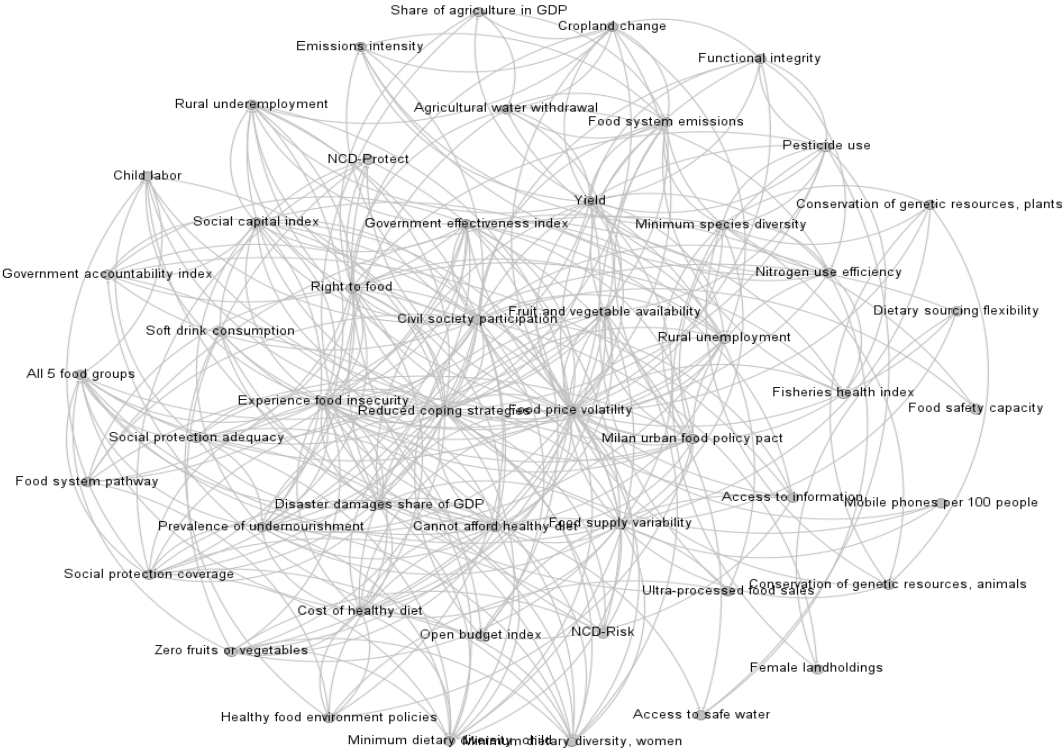 Share of agriculture in GDP
Cropland change
Emissions intensity
Functional integrity
Rural underemployment
Agricultural water withdrawal
Food system emissions
Pesticide use
NCD-Protect
Child labor
Yield
Conservation of genetic resources, plants
Social capital index
Government effectiveness index
Minimum species diversity
Government accountability index
Nitrogen use efficiency
Right to food
Fruit and vegetable availability
Dietary sourcing flexibility
Civil society participation
Soft drink consumption
Rural unemployment
All 5 food groups
Fisheries health index
Experience food insecurity
Reduced coping strategies
Food price volatility
Food safety capacity
Social protection adequacy
Milan urban food policy pact
Food system pathway
Access to information
Disaster damages share of GDP
Mobile phones per 100 people
Prevalence of undernourishment
Cannot afford healthy diet
Food supply variability
Social protection coverage
Conservation of genetic resources, animals
Ultra-processed food sales
Cost of healthy diet
Open budget index
NCD-Risk
Zero fruits or vegetables
Female landholdings
Healthy food environment policies
Access to safe water
Minimum dietary diversity, child
Minimum dietary diversity, women